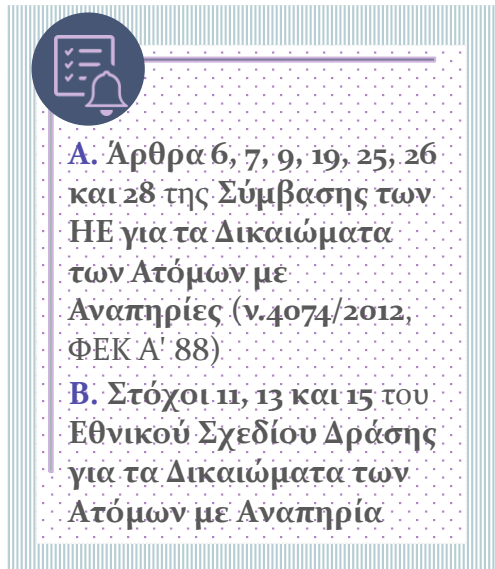 Α. Άρθρα 6, 7, 9, 19, 25, 26
και 28 της Σύμβασης των
ΗΕ για τα Δικαιώματα
των Ατόμων με
Αναπηρίες (ν.4074/2012,
ΦΕΚ Α' 88)
Β. Στόχοι 11, 13 και 15 του
Εθνικού Σχεδίου Δράσης
για τα Δικαιώματα των
Ατόμων με Αναπηρία